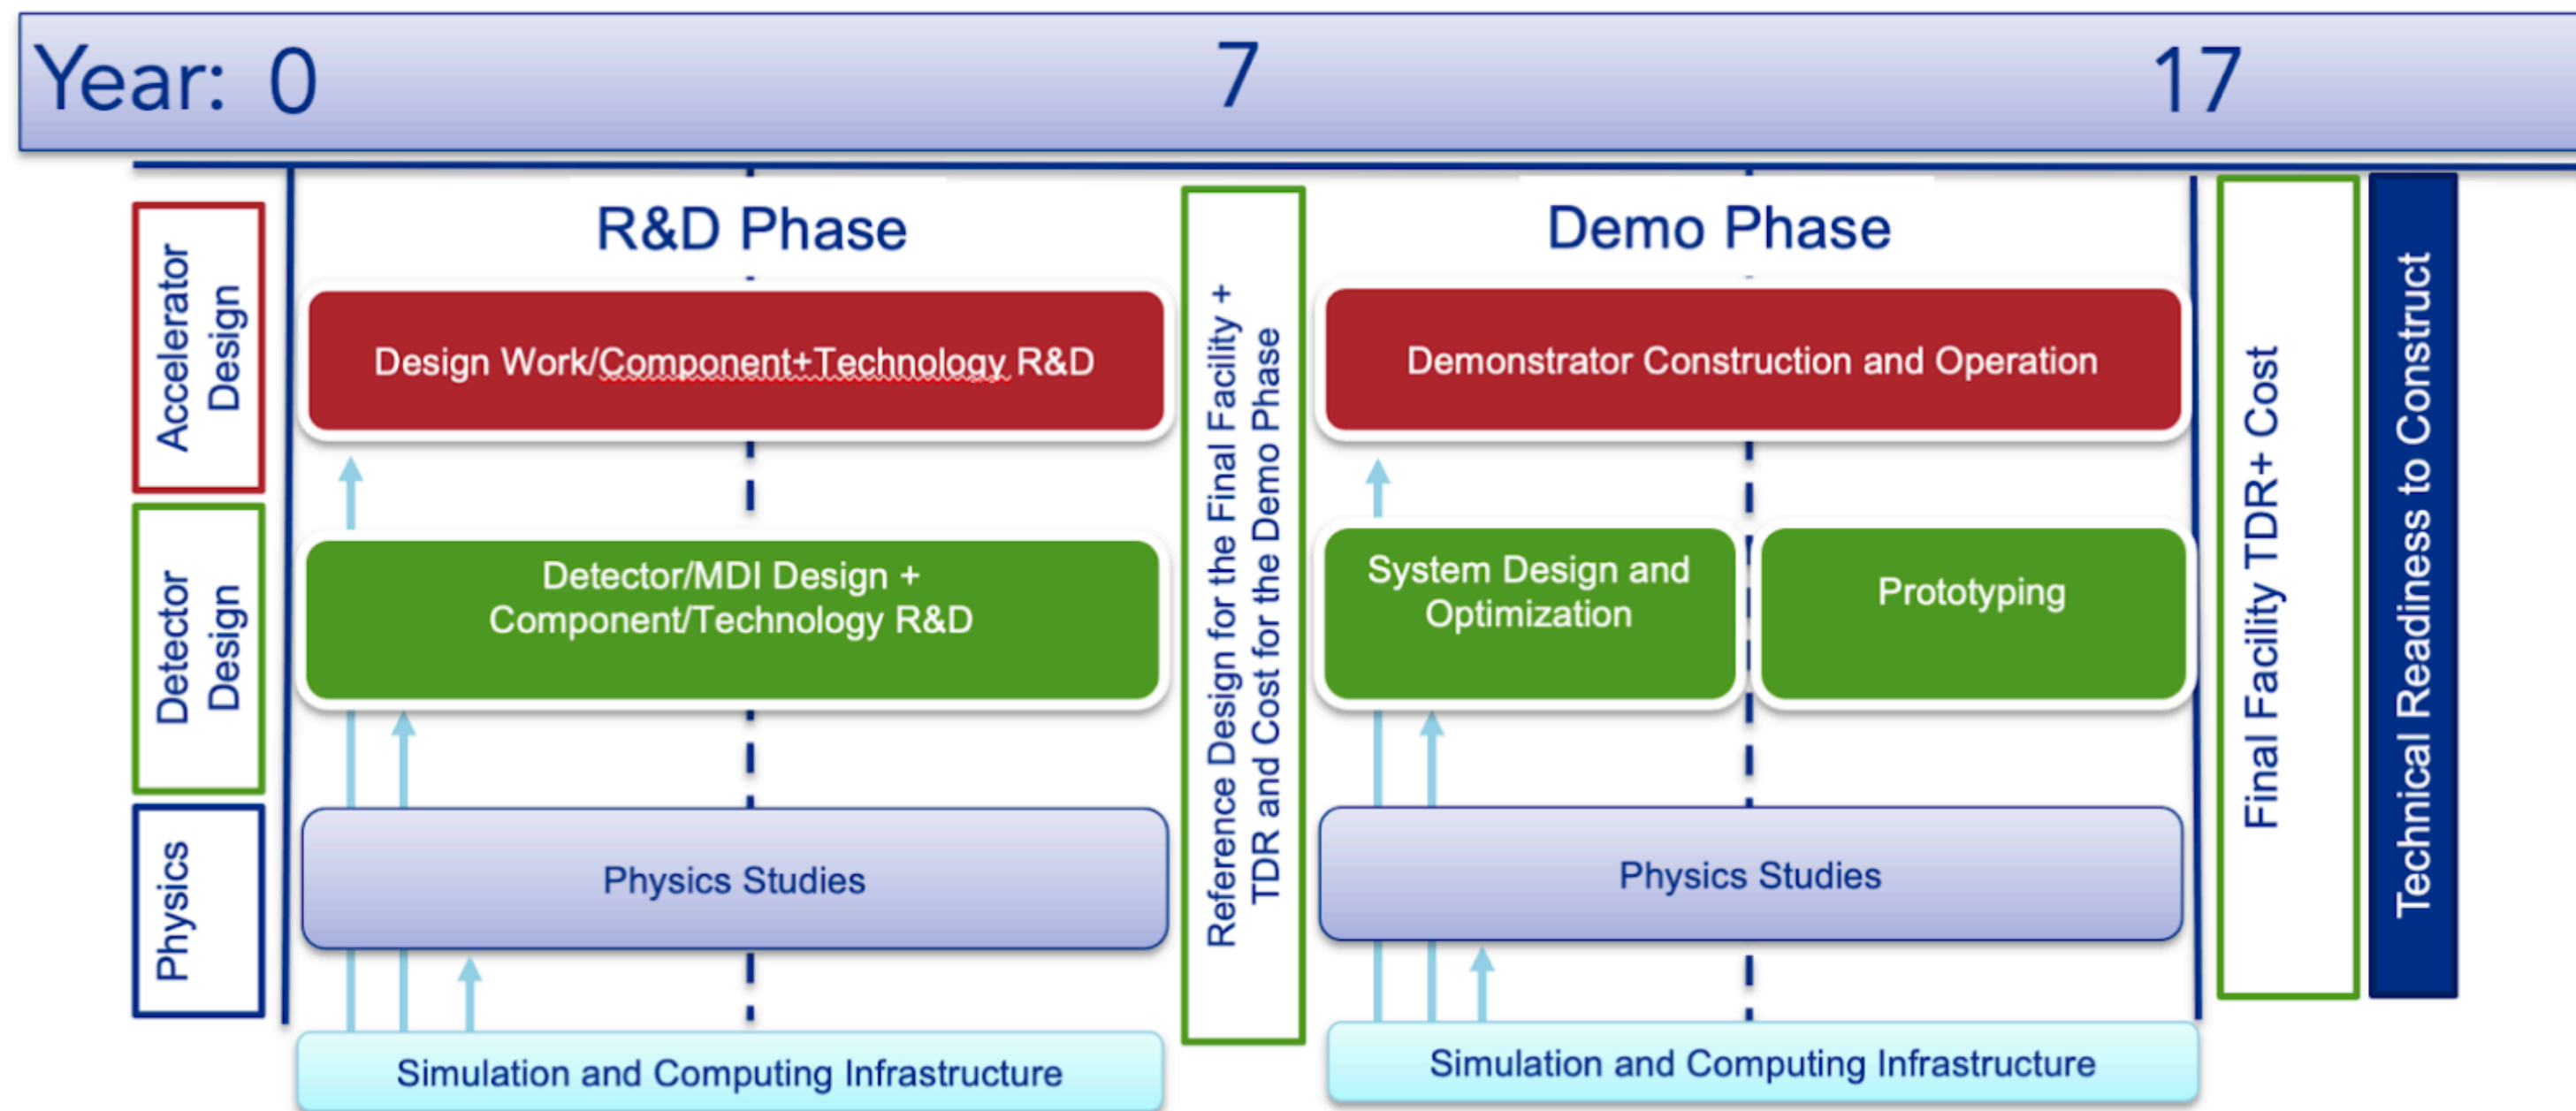 Year: 0 7 17
R&D Phase
Demo Phase
Accelerator
Design
Design Work/Component+Technology R&D
Demonstrator Construction and Operation
Detector
Design
Detector/MDI Design +
Component/Technology R&D
System Design and
Optimization
Prototyping
Physics
Physics Studies
Physics Studies
Simulation and Computing Infrastructure
Simulation and Computing Infrastructure
Reference Design for the Final Facility +
TDR and Cost for the Demo Phase
Final Facility TDR+ Cost
Technical Readiness to Construct